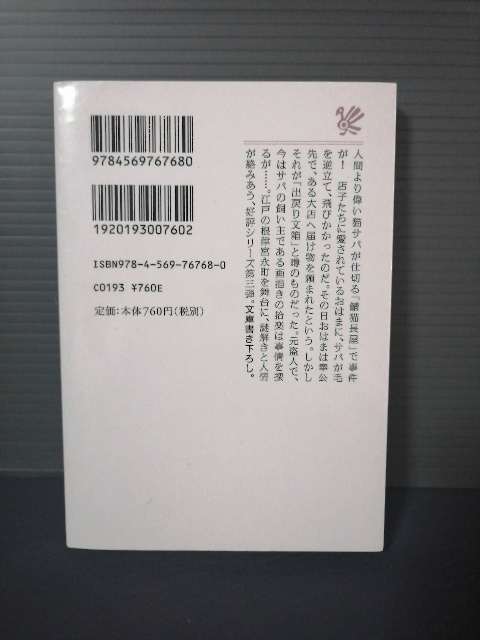 9784569767680
1920193007602
ISBN978-4-569-76768-0
C0193 ¥760E
定価:本体760円(税別)
人間より偉い猫サバが仕切る「鯖猫長屋」で事件
が! 店子たちに愛されているおはまに、サバが毛
を逆立て、飛びかかったのだ。その日おはまは奉公
先で、ある大店へ届け物を頼まれたという。しかし
それが「出戻り文箱」と噂のものだった。元盗人で、
今はサバの飼い主である画描きの拾楽は事情を探
るが……。江戸の根津宮永町を舞台に、謎解きと人情
が絡みあう、好評シリーズ第三弾。文庫書き下ろし。